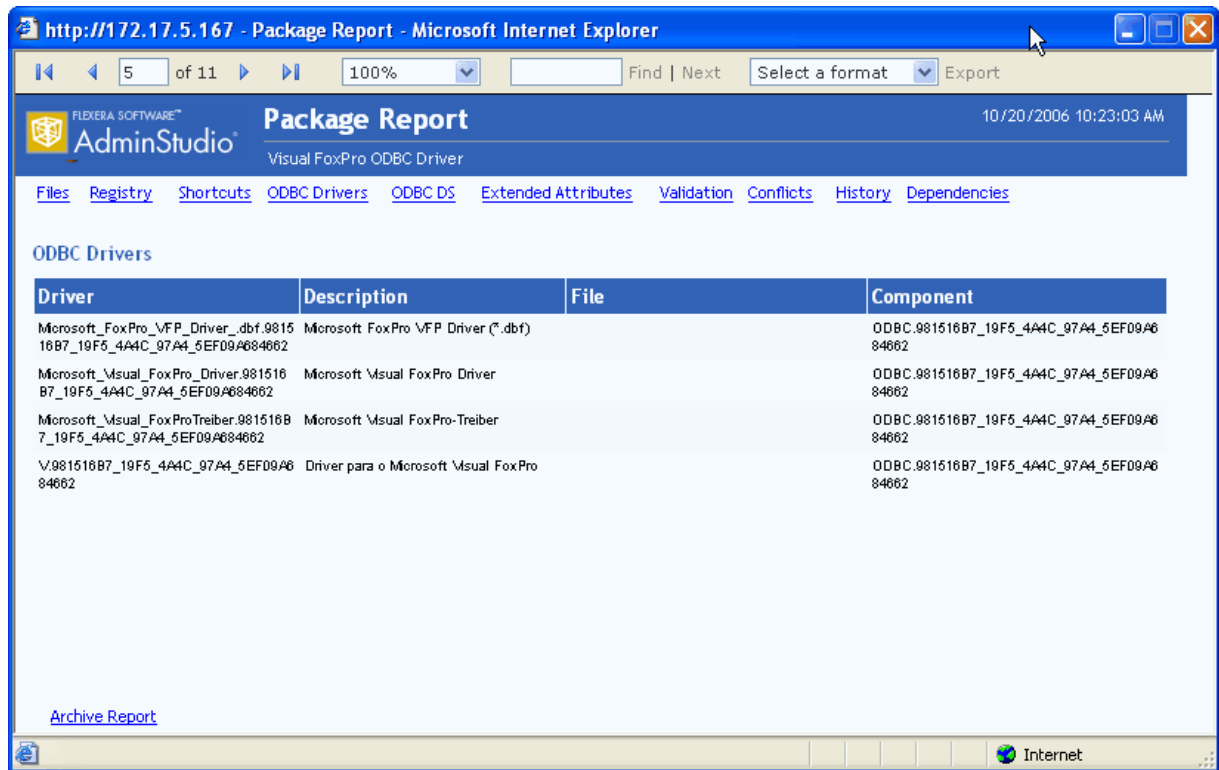 http://172.17.5.167 - Package Report - Microsoft Internet Explorer
5 of 11 100% Find | Next Select a format Export
FLEXERA SOFTWARE™
AdminStudio®
Package Report
10/20/2006 10:23:03 AM
Visual FoxPro ODBC Driver
Files Registry Shortcuts ODBC Drivers ODBC DS Extended Attributes Validation Conflicts History Dependencies
ODBC Drivers
Driver Description File Component
Microsoft_FoxPro_VFP_Driver_.dbf.9815 Microsoft FoxPro VFP Driver (*.dbf) ODBC.981516B7_19F5_4A4C_97A4_5EF09A6
16B7_19F5_4A4C_97A4_5EF09A684662 84662
Microsoft_Visual_FoxPro_Driver.981516 Microsoft Visual FoxPro Driver ODBC.981516B7_19F5_4A4C_97A4_5EF09A6
B7_19F5_4A4C_97A4_5EF09A684662 84662
Microsoft_Visual_FoxProTreiber.981516B Microsoft Visual FoxPro-Treiber ODBC.981516B7_19F5_4A4C_97A4_5EF09A6
7_19F5_4A4C_97A4_5EF09A684662 84662
V.981516B7_19F5_4A4C_97A4_5EF09A6 Driver para o Microsoft Visual FoxPro ODBC.981516B7_19F5_4A4C_97A4_5EF09A6
84662 84662
Archive Report
Internet